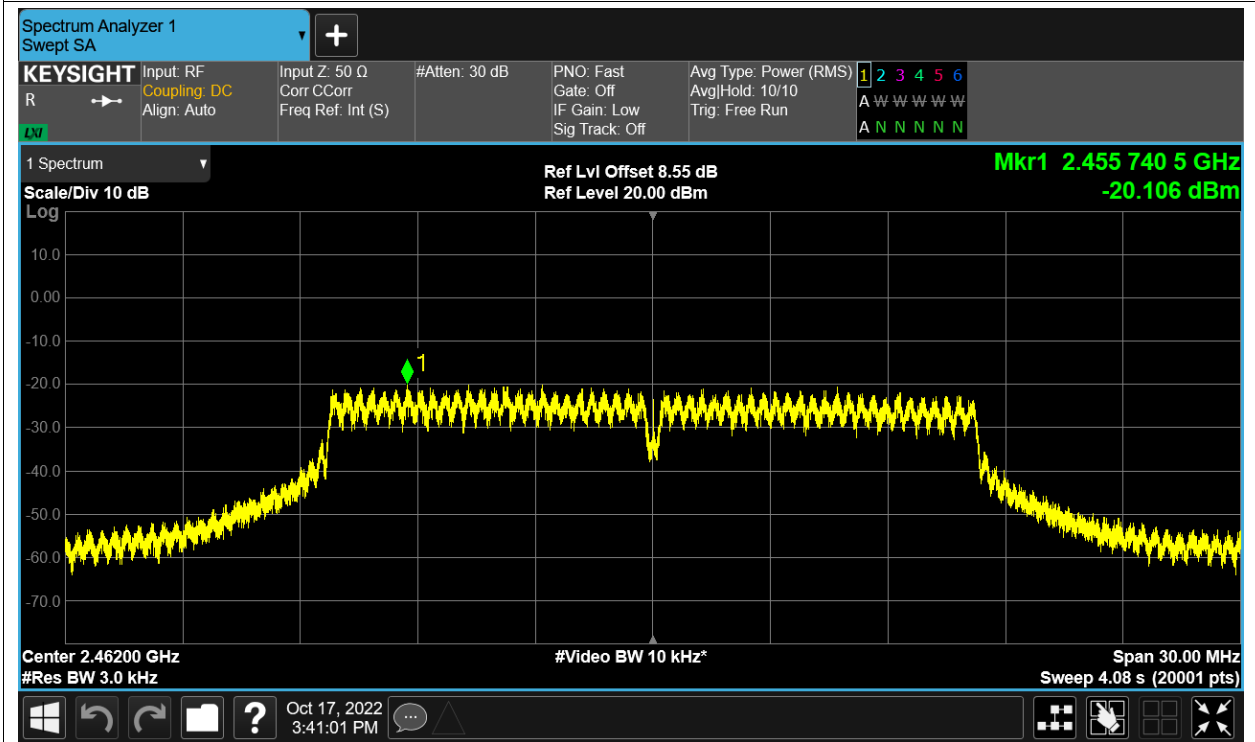 Spectrum Analyzer 1
Swept SA
+
KEYSIGHT
R
LXI
Input: RF
Coupling: DC
Align: Auto
Input Z: 50 Ω
Corr CCorr
Freq Ref: Int (S)
#Atten: 30 dB
PNO: Fast
Gate: Off
IF Gain: Low
Sig Track: Off
Avg Type: Power (RMS)
Avg|Hold: 10/10
Trig: Free Run
1 2 3 4 5 6
A W W W W W
A N N N N N
1 Spectrum
Scale/Div 10 dB
Log
Ref Lvl Offset 8.55 dB
Ref Level 20.00 dBm
Mkr1 2.455 740 5 GHz
-20.106 dBm
10.0
0.00
-10.0
1
-20.0
-30.0
-40.0
-50.0
-60.0
-70.0
Center 2.46200 GHz
#Res BW 3.0 kHz
#Video BW 10 kHz*
Span 30.00 MHz
Sweep 4.08 s (20001 pts)
?
Oct 17, 2022
3:41:01 PM